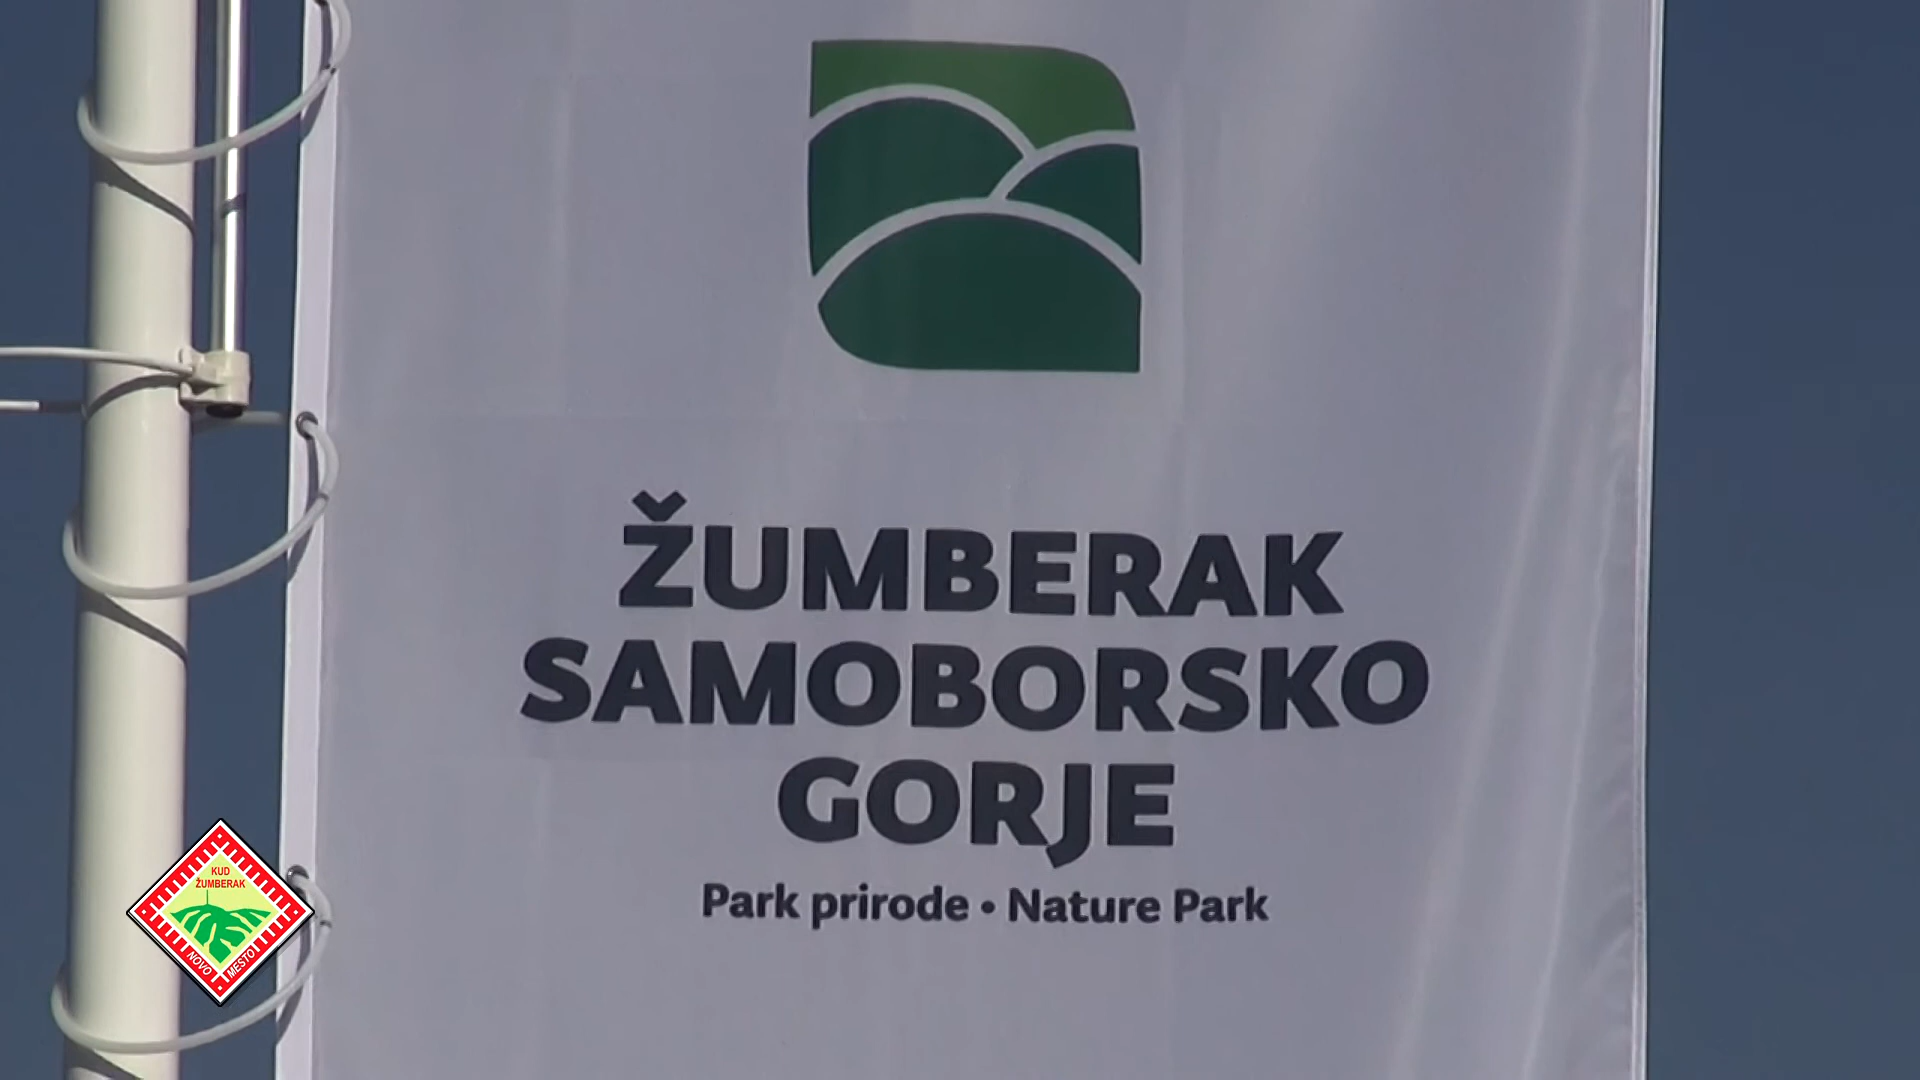 ŽUMBERAK
SAMOBORSKO
GORJE
Park prirode • Nature Park
KUD
ŽUMBERAK
NOVO MESTO